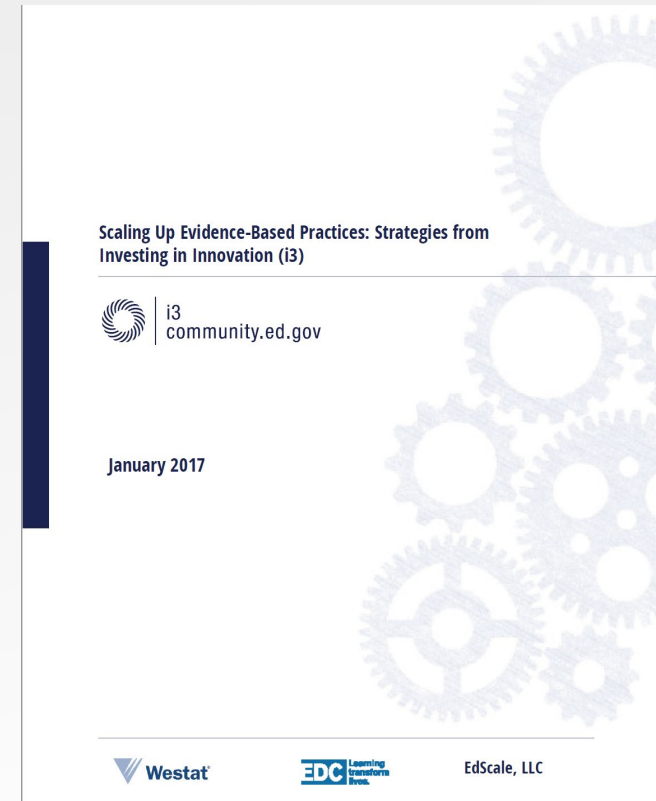 Scaling Up Evidence-Based Practices: Strategies from
Investing in Innovation (i3)
i3
community.ed.gov
January 2017
Westat®
EDC
Learning
transforms
lives.
EdScale, LLC